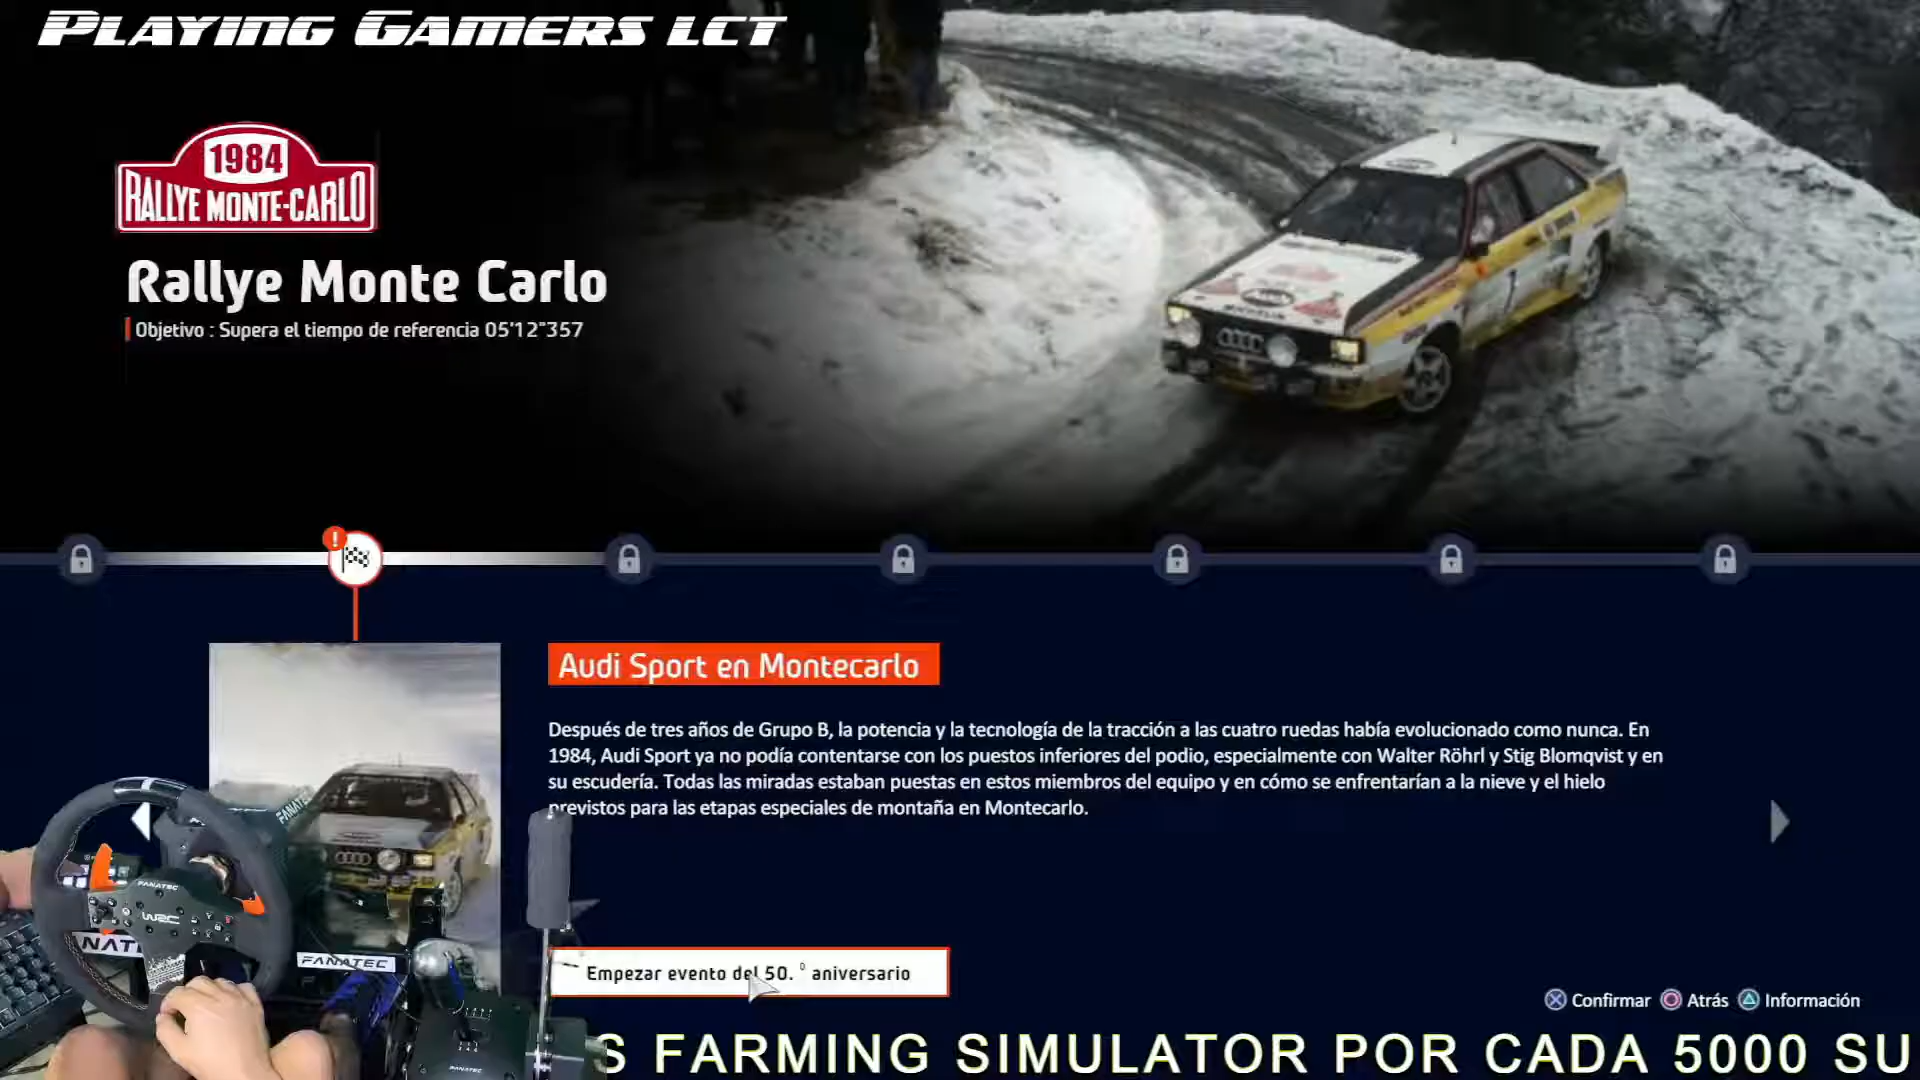 PLAYING GAMERS LCT
1984
RALLYE MONTE-CARLO
Rallye Monte Carlo
Objetivo : Supera el tiempo de referencia 05'12"357
!
Audi Sport en Montecarlo
Después de tres años de Grupo B, la potencia y la tecnología de la tracción a las cuatro ruedas había evolucionado como nunca. En
1984, Audi Sport ya no podía contentarse con los puestos inferiores del podio, especialmente con Walter Röhrl y Stig Blomqvist y en
su escudería. Todas las miradas estaban puestas en estos miembros del equipo y en cómo se enfrentarían a la nieve y el hielo
previstos para las etapas especiales de montaña en Montecarlo.
FANATEC
WRC
FANATEC
FANATEC
Empezar evento del 50.º aniversario
Confirmar Atrás Información
S FARMING SIMULATOR POR CADA 5000 SU